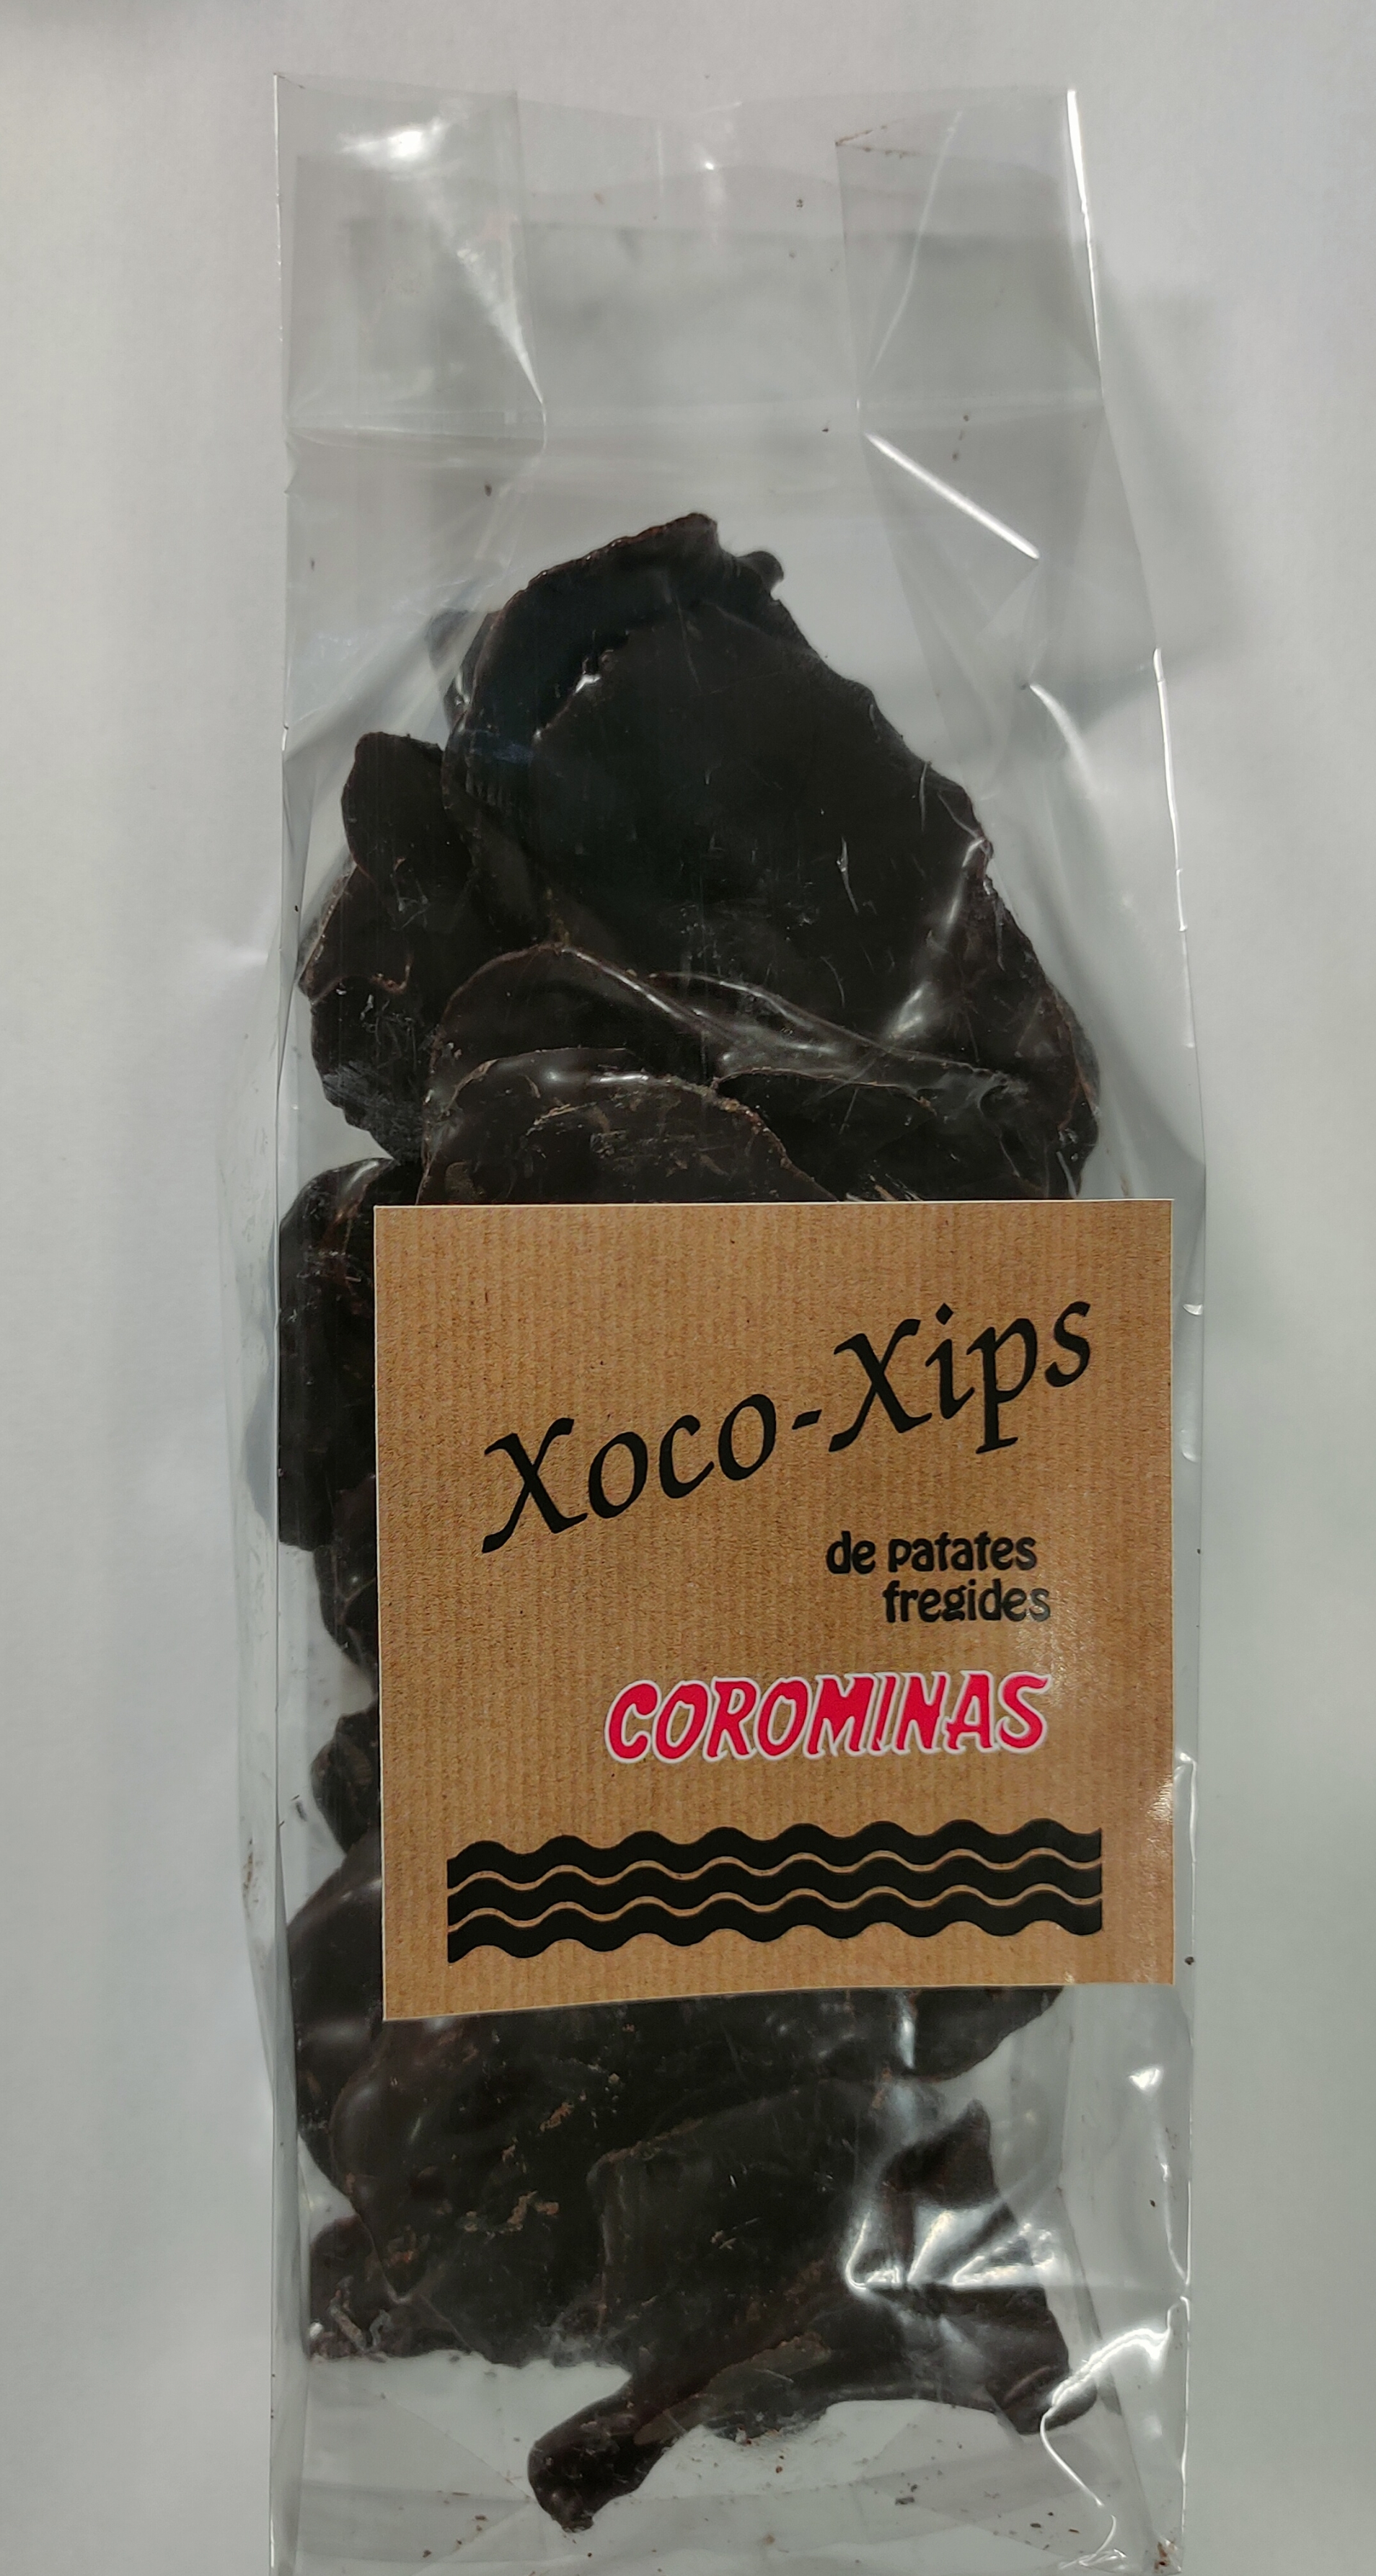 Xoco-Xips
de patates
fregides
COROMINAS